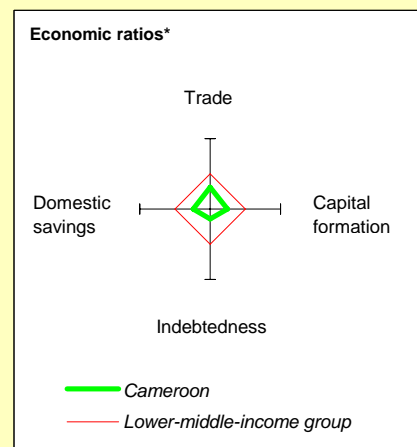 Economic ratios*
Trade
Domestic
savings
Capital
formation
Indebtedness
Cameroon
Lower-middle-income group